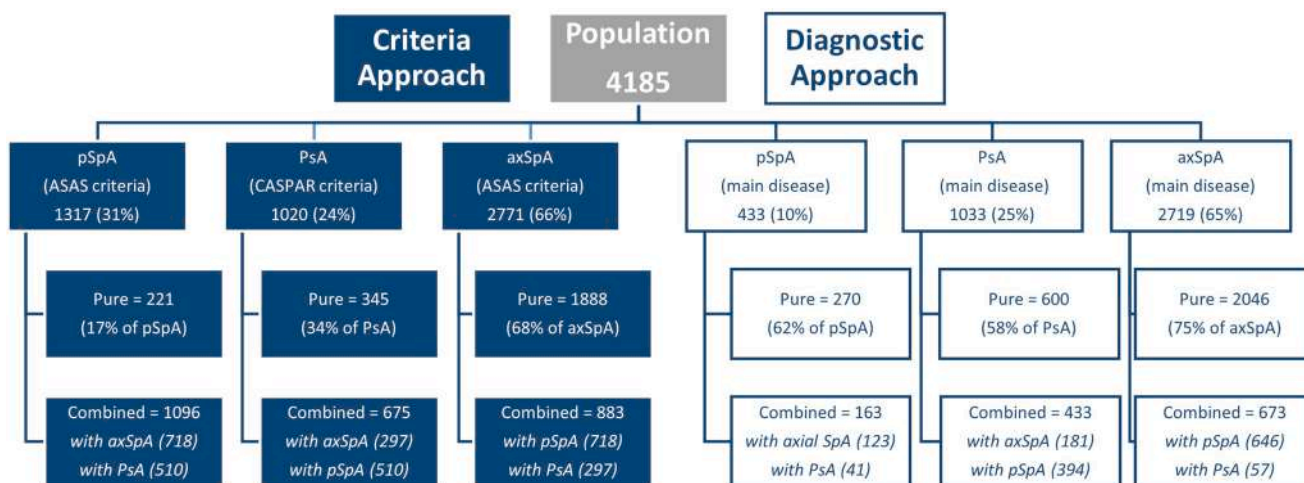 Criteria
Approach
Population
4185
Diagnostic
Approach
pSpA
(ASAS criteria)
1317 (31%)
PsA
(CASPAR criteria)
1020 (24%)
axSpA
(ASAS criteria)
2771 (66%)
pSpA
(main disease)
433 (10%)
PsA
(main disease)
1033 (25%)
axSpA
(main disease)
2719 (65%)
Pure = 221
(17% of pSpA)
Pure = 345
(34% of PsA)
Pure = 1888
(68% of axSpA)
Pure = 270
(62% of pSpA)
Pure = 600
(58% of PsA)
Pure = 2046
(75% of axSpA)
Combined = 1096
with axSpA (718)
with PsA (510)
Combined = 675
with axSpA (297)
with pSpA (510)
Combined = 883
with pSpA (718)
with PsA (297)
Combined = 163
with axial SpA (123)
with PsA (41)
Combined = 433
with axSpA (181)
with pSpA (394)
Combined = 673
with pSpA (646)
with PsA (57)